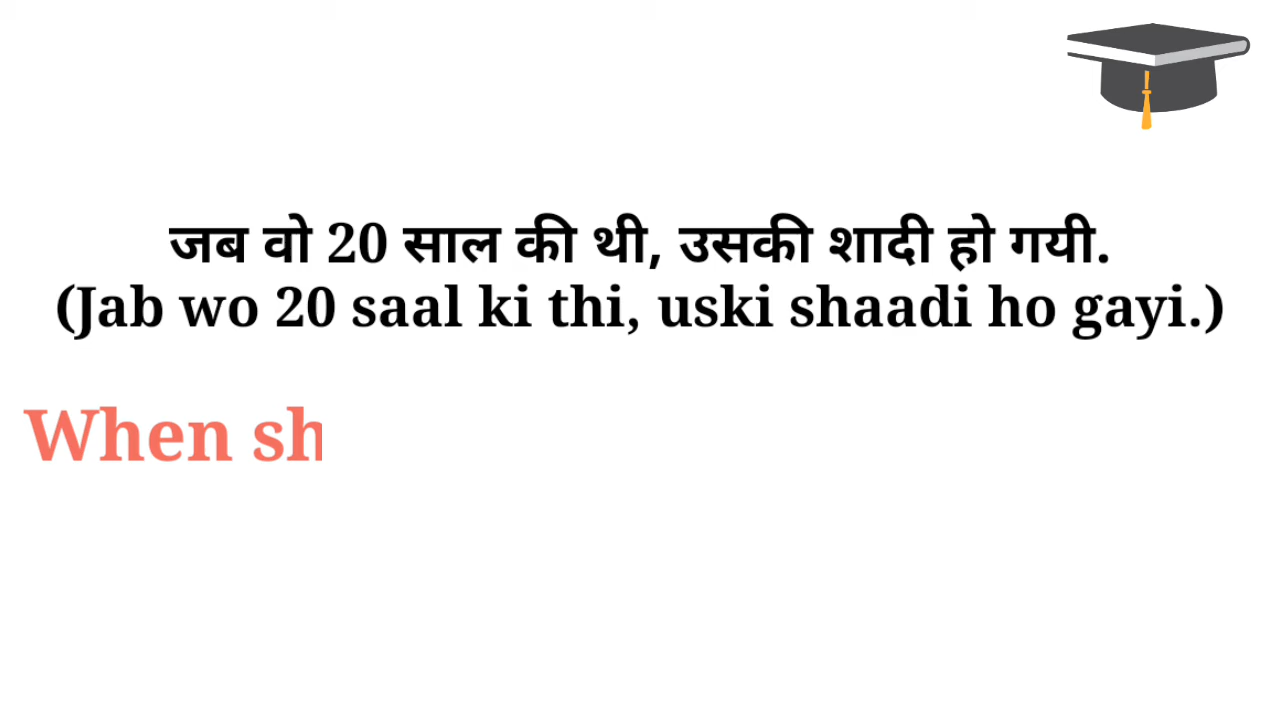 जब वो 20 साल की थी, उसकी शादी हो गयी.
(Jab wo 20 saal ki thi, uski shaadi ho gayi.)
When sh